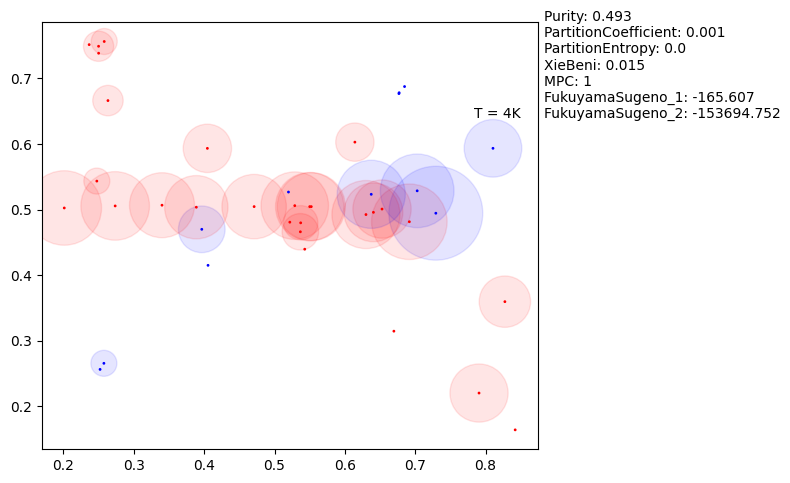 Purity: 0.493
PartitionCoefficient: 0.001
PartitionEntropy: 0.0
XieBeni: 0.015
MPC: 1
FukuyamaSugeno_1: -165.607
FukuyamaSugeno_2: -153694.752
T = 4K
0.7
0.6
0.5
0.4
0.3
0.2
0.2 0.3 0.4 0.5 0.6 0.7 0.8